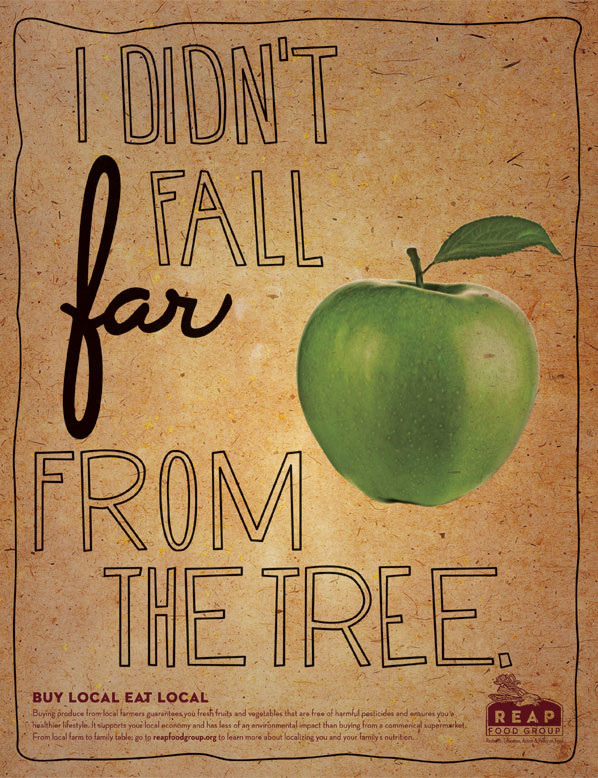 I DIDN'T
FALL
far
FROM
THE TREE.
BUY LOCAL EAT LOCAL
Buying produce from local farmers guarantees you fresh fruits and vegetables that are free of harmful pesticides and ensures you a
healthier lifestyle. It supports your local economy and has less of an environmental impact than buying from a commerical supermarket.
From local farm to family table; go to reapfoodgroup.org to learn more about localizing you and your family's nutrition.
REAP
FOOD GROUP